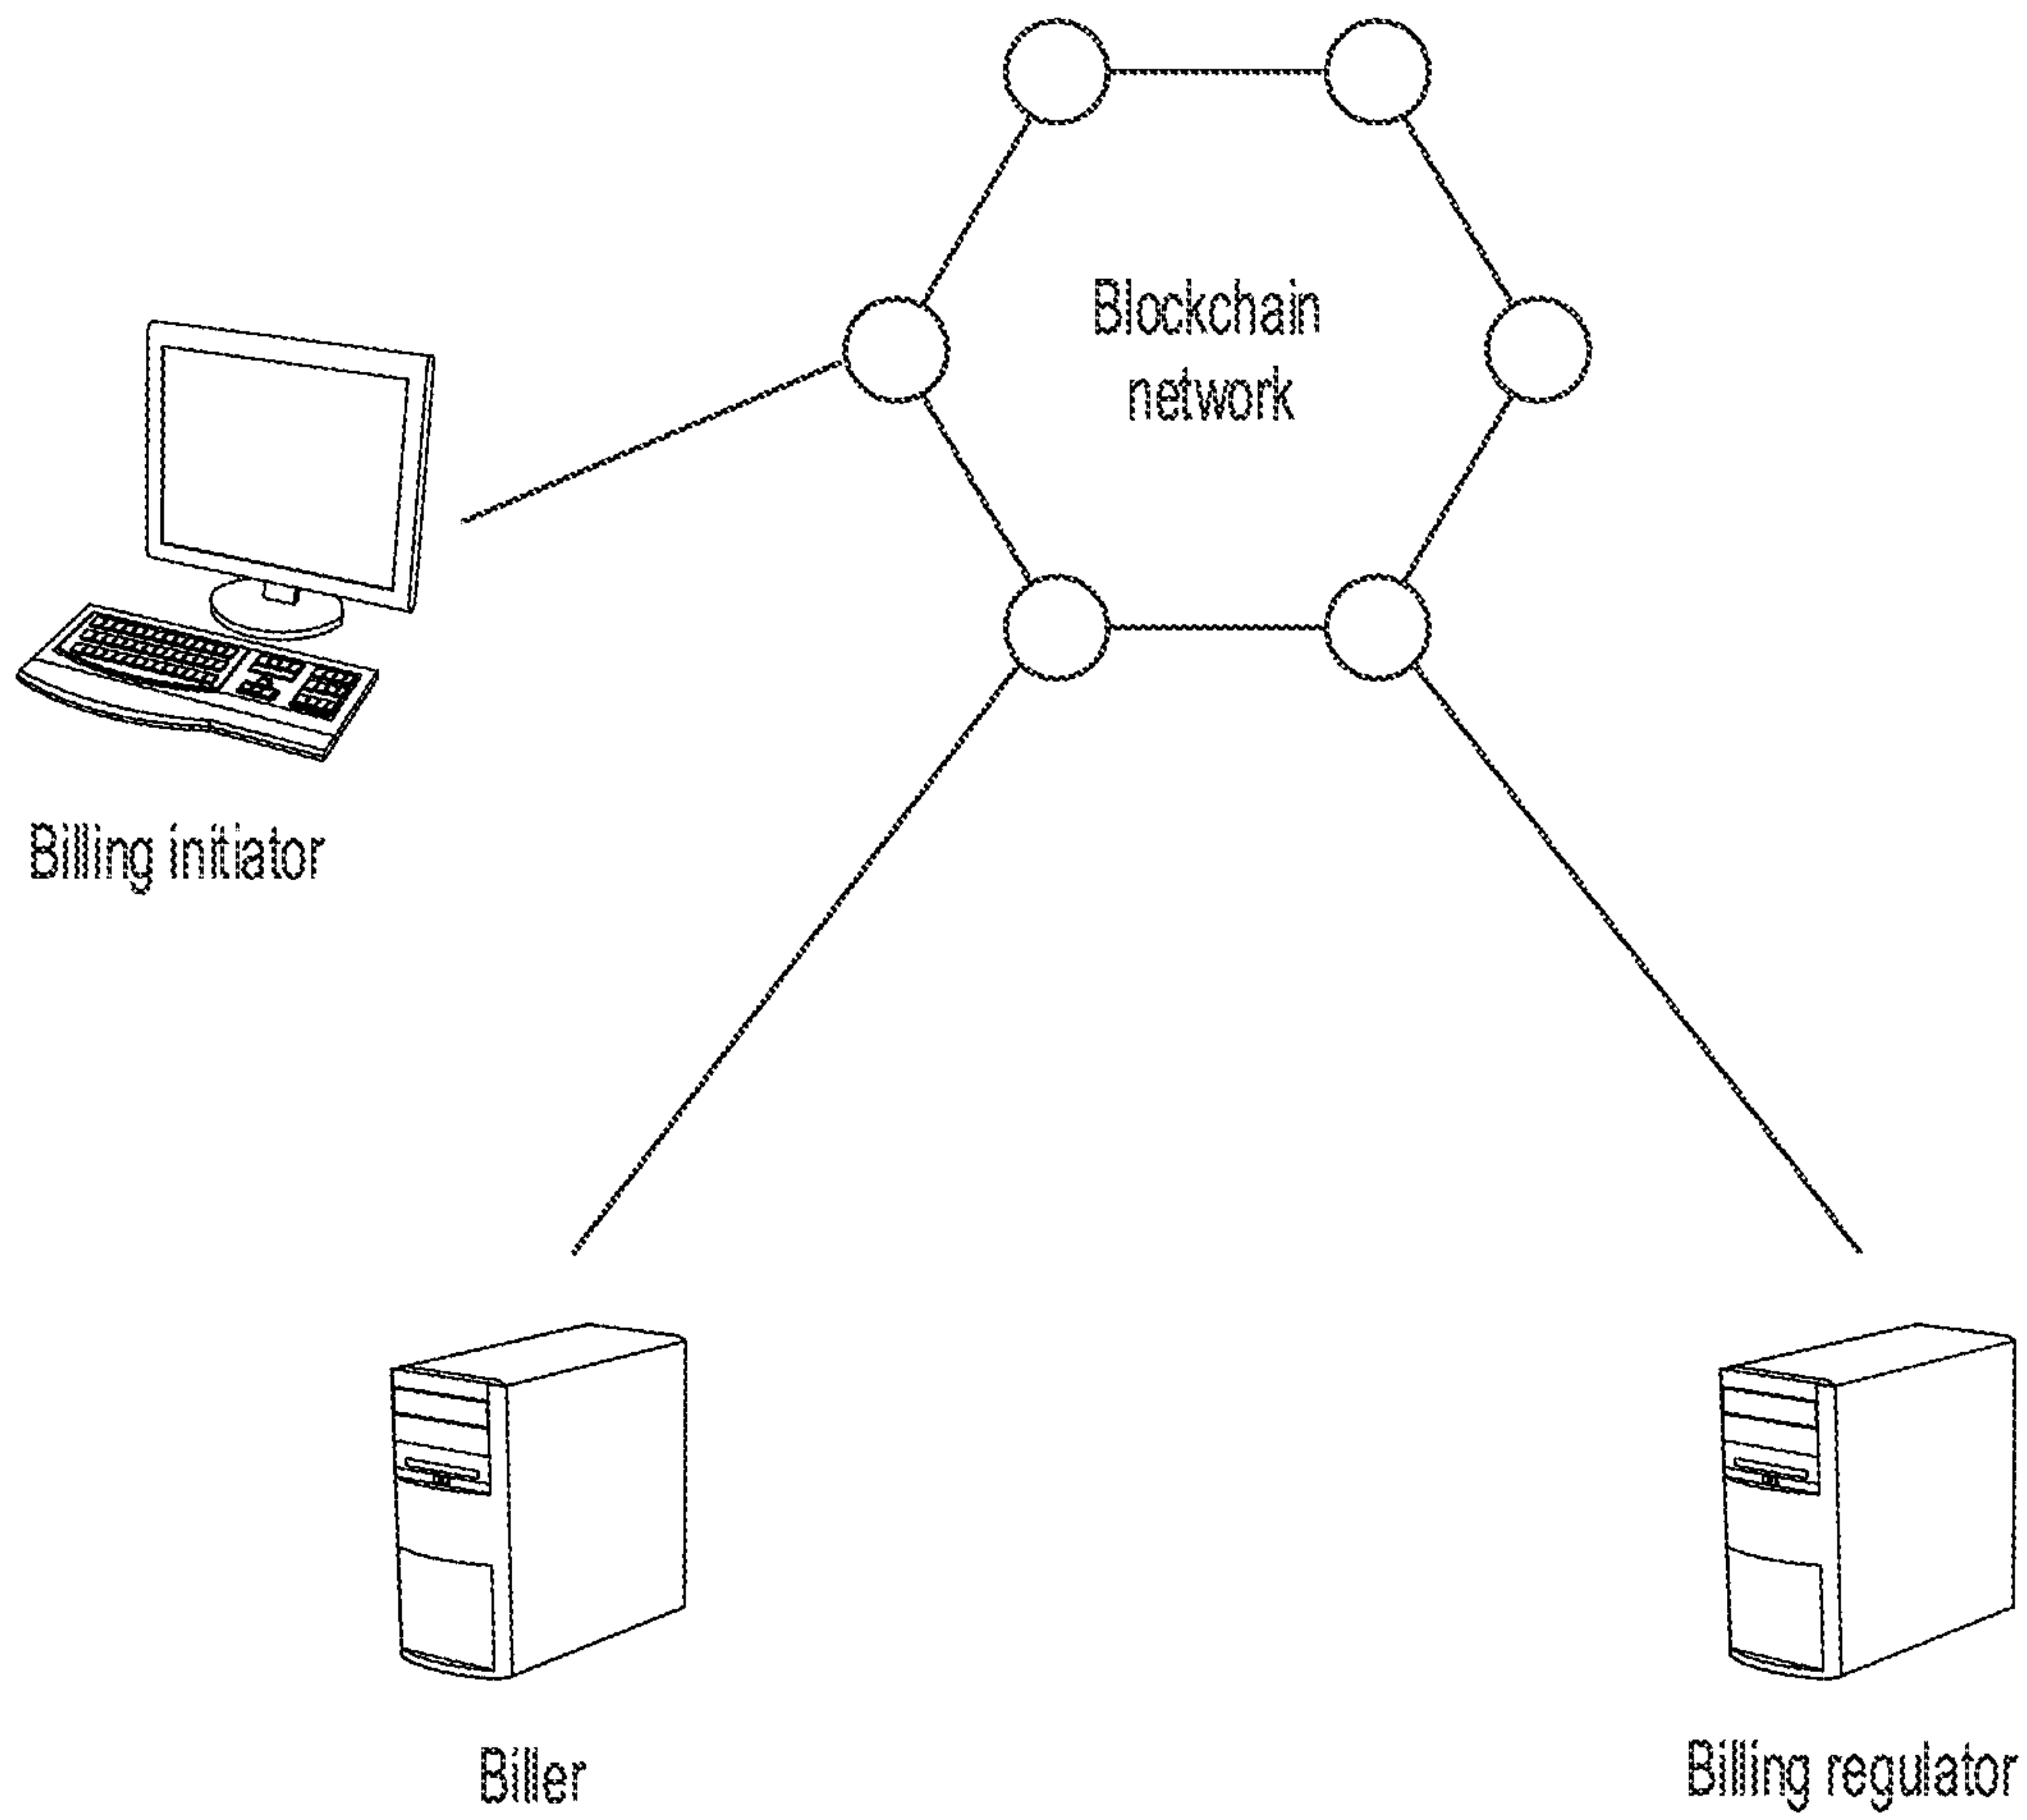 Blockchain
network
Billing initiator
Biller
Billing regulator